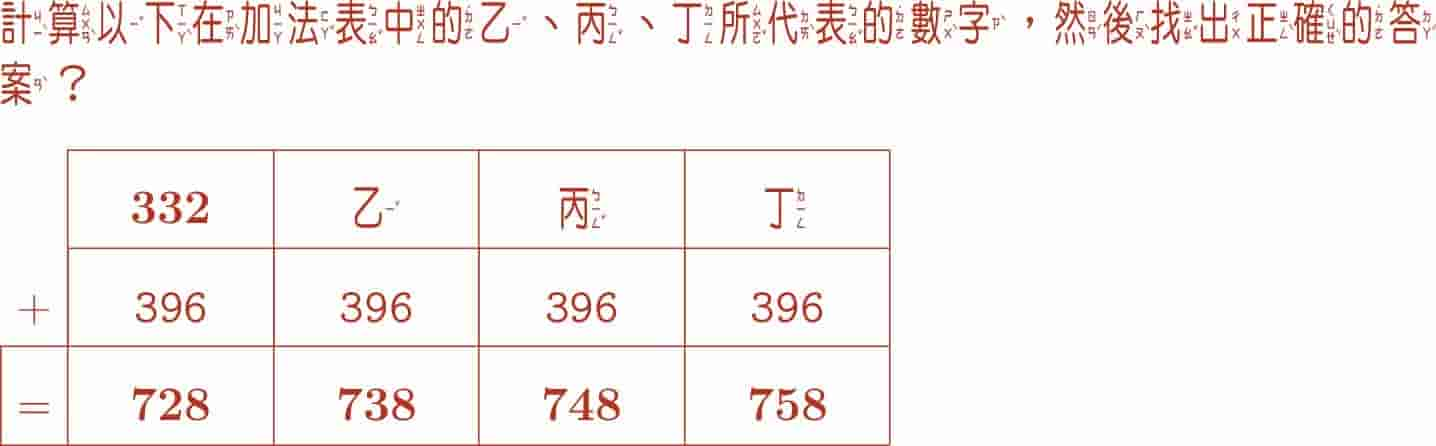 計算以下在加法表中的乙、丙、丁所代表的數字，然後找出正確的答
案？
332 乙 丙 丁
+ 396 396 396 396
= 728 738 748 758